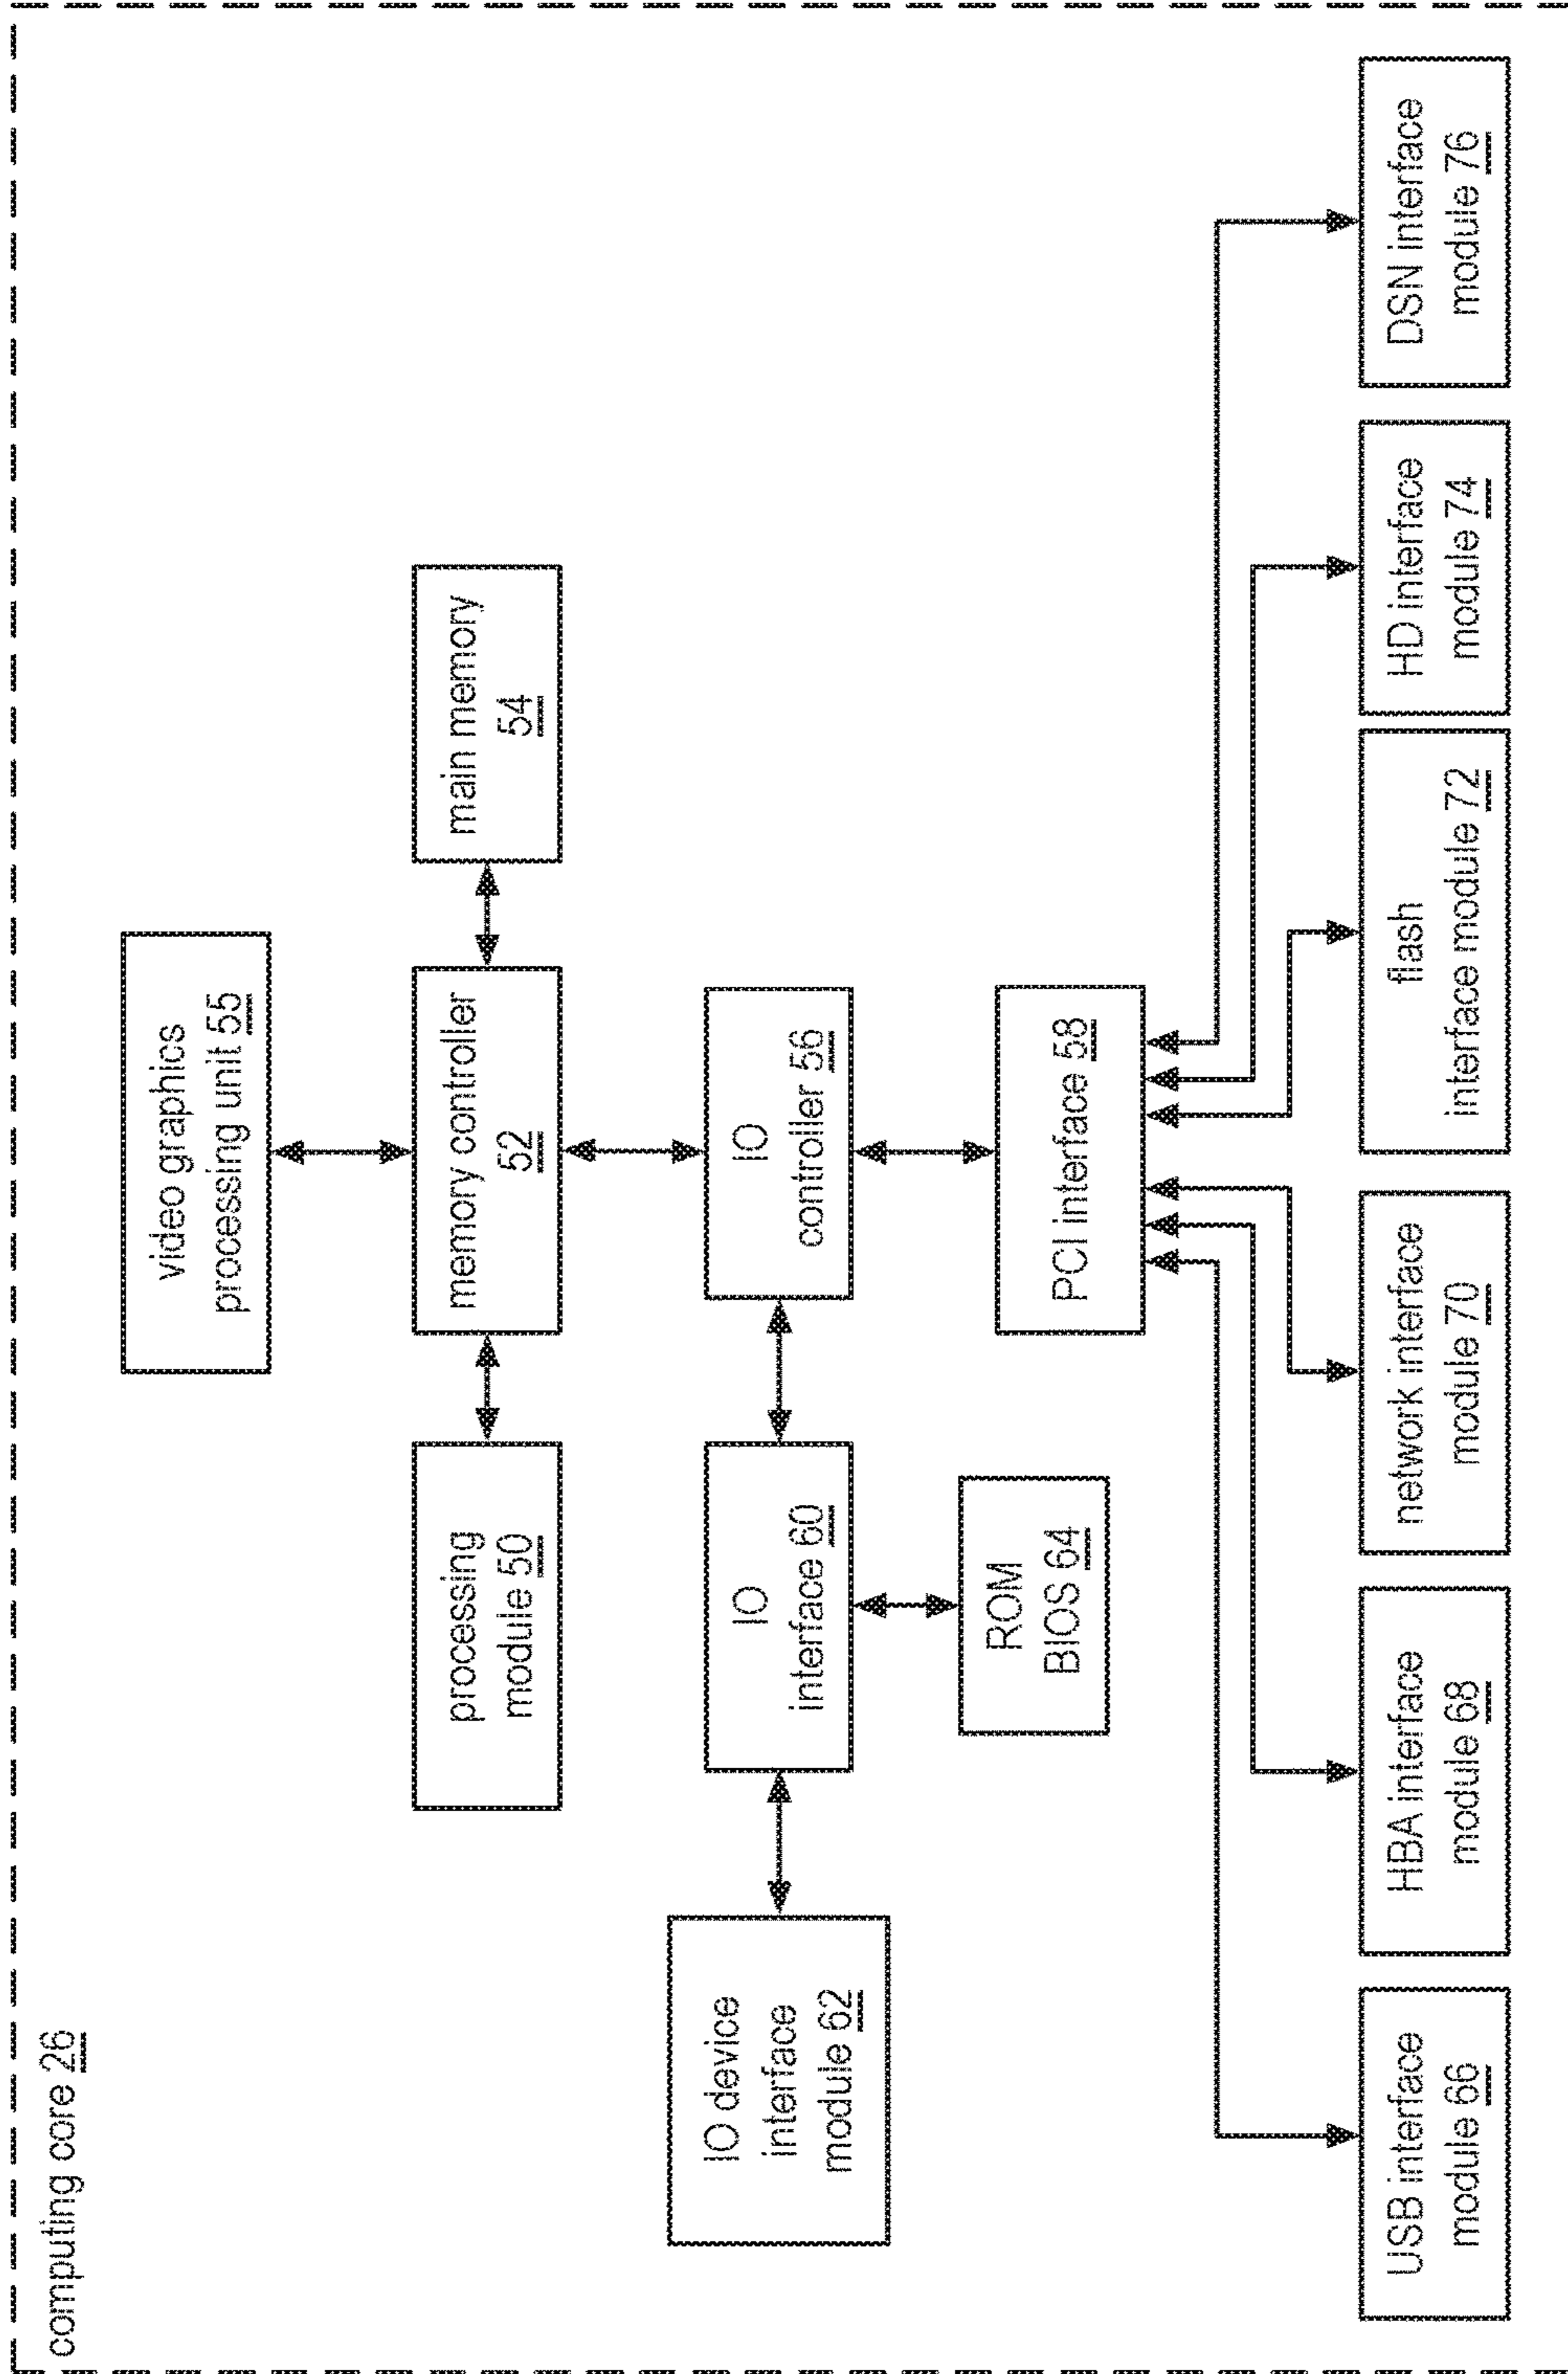 computing core 26
video graphics
processing unit 55
processing
module 50
memory controller
52
main memory
54
IO device
interface
module 62
IO
interface 60
IO
controller 56
ROM
BIOS 64
PCI interface 58
USB interface
module 66
HBA interface
module 68
network interface
module 70
flash
interface module 72
HD interface
module 74
DSN interface
module 76